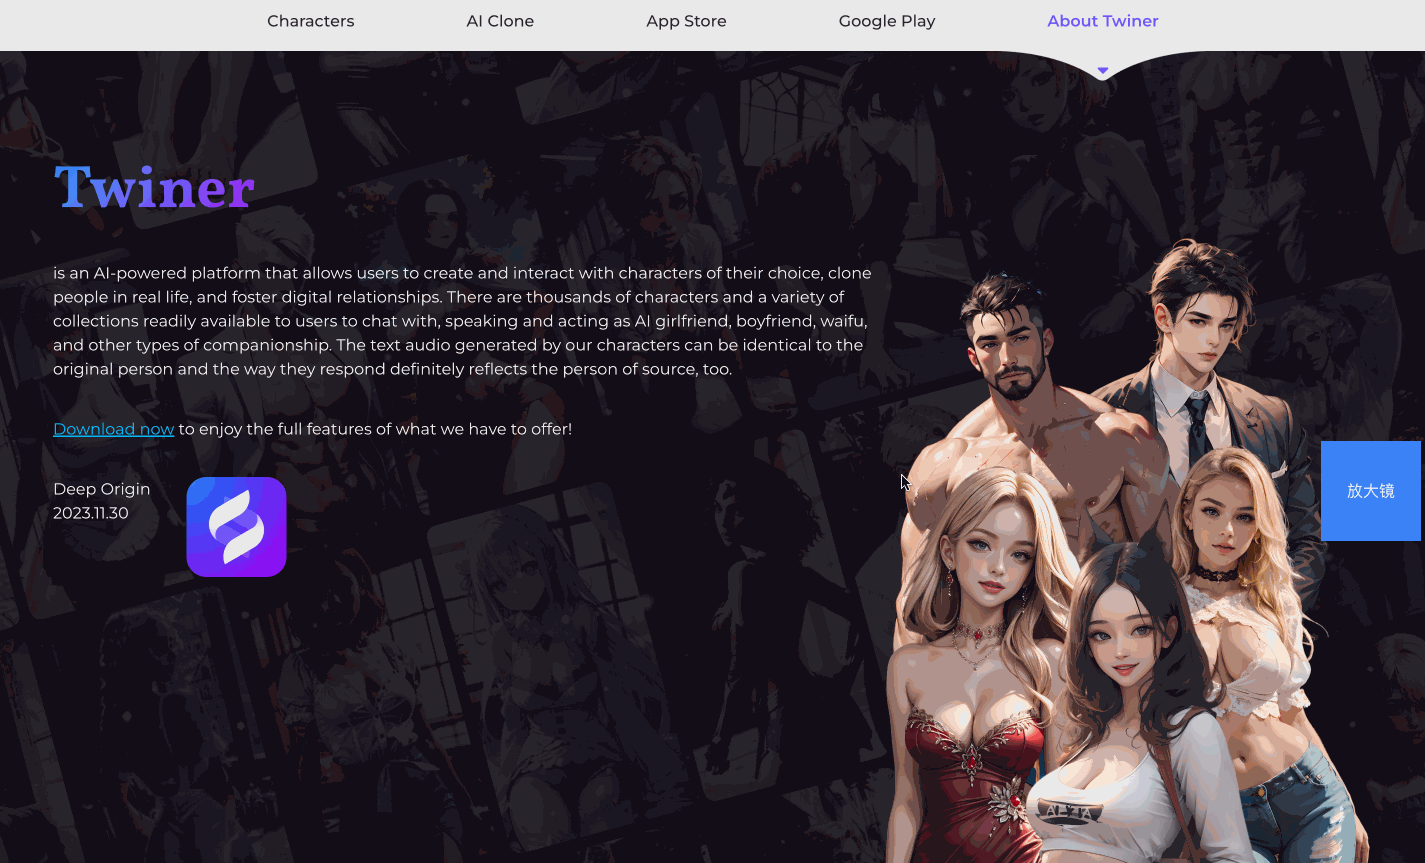 Characters
AI Clone
App Store
Google Play
About Twiner
Twiner
is an AI-powered platform that allows users to create and interact with characters of their choice, clone
people in real life, and foster digital relationships. There are thousands of characters and a variety of
collections readily available to users to chat with, speaking and acting as AI girlfriend, boyfriend, waifu,
and other types of companionship. The text audio generated by our characters can be identical to the
original person and the way they respond definitely reflects the person of source, too.
Download now to enjoy the full features of what we have to offer!
Deep Origin
2023.11.30
放大镜